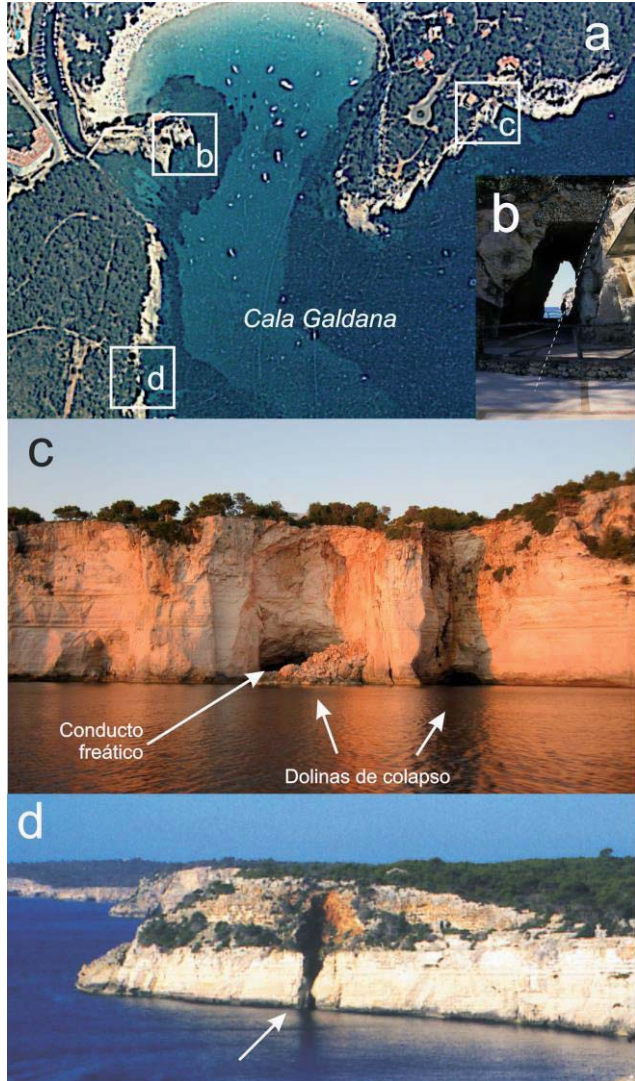 a
b
c
b
Cala Galdana
d
c
Conducto
freático
Dolinas de colapso
d